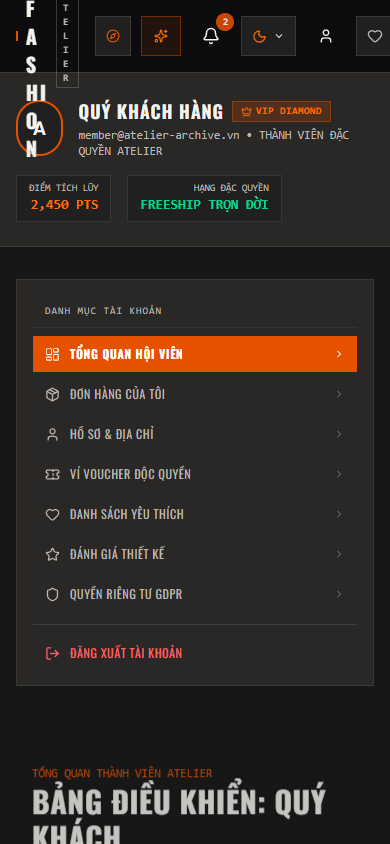 FASHION
ATELIER
2
A
QUÝ KHÁCH HÀNG
VIP DIAMOND
member@atelier-archive.vn • THÀNH VIÊN ĐẶC
QUYỀN ATELIER
ĐIỂM TÍCH LŨY
2,450 PTS
HẠNG ĐẶC QUYỀN
FREESHIP TRỌN ĐỜI
DANH MỤC TÀI KHOẢN
TỔNG QUAN HỘI VIÊN
ĐƠN HÀNG CỦA TÔI
HỒ SƠ & ĐỊA CHỈ
VÍ VOUCHER ĐỘC QUYỀN
DANH SÁCH YÊU THÍCH
ĐÁNH GIÁ THIẾT KẾ
QUYỀN RIÊNG TƯ GDPR
ĐĂNG XUẤT TÀI KHOẢN
TỔNG QUAN THÀNH VIÊN ATELIER
BẢNG ĐIỀU KHIỂN: QUÝ
KHÁCH